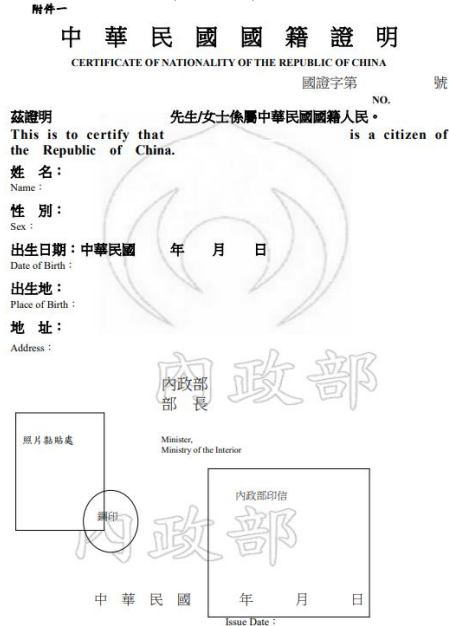 附件一
中 華 民 國 國 籍 證 明
CERTIFICATE OF NATIONALITY OF THE REPUBLIC OF CHINA
國證字第 號
NO.
茲證明 先生/女士係屬中華民國國籍人民。
This is to certify that is a citizen of
the Republic of China.
姓 名：
Name：
性 別：
Sex：
出生日期：中華民國 年 月 日
Date of Birth：
出生地：
Place of Birth：
地 址：
Address：
內政部
內政部
部 長
照片黏貼處
Minister,
Ministry of the Interior
內政部印信
鋼印
內政部
中 華 民 國 年 月 日
Issue Date：